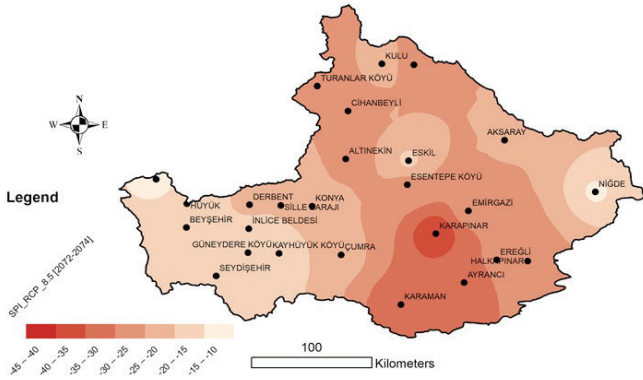 KULU
TURANLAR KÖYÜ
CİHANBEYLİ
AKSARAY
N
W E
S
ALTINEKİN
ESKİL
ESENTEPE KÖYÜ
NİĞDE
Legend
HÜYÜK
DERBENT
SİLLE
KONYA
ARAJI
EMİRGAZİ
BEYŞEHİR
İNLİCE BELDESİ
KARAPINAR
GÜNEYDERE KÖYÜ
KAYHÜYÜK KÖYÜ
ÇUMRA
EREĞLİ
HALKAPINAR
SEYDİŞEHİR
AYRANCI
KARAMAN
SPI_RCP_8.5 [2072-2074]
-45 – -40
-40 – -35
-35 – -30
-30 – -25
-25 – -20
-20 – -15
-15 – -10
100
Kilometers